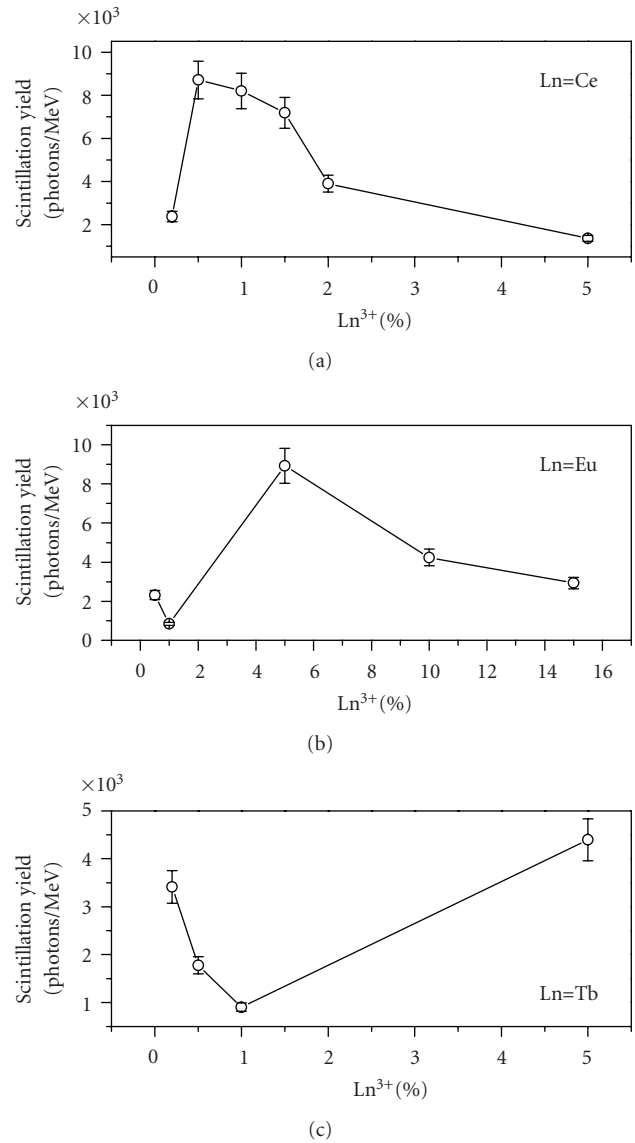 ×10³
10
8
6
4
2
Scintillation yield
(photons/MeV)
Ln=Ce
0 1 2 3 4 5
Ln³⁺(%)
(a)
×10³
10
8
6
4
2
0
Scintillation yield
(photons/MeV)
Ln=Eu
0 2 4 6 8 10 12 14 16
Ln³⁺(%)
(b)
×10³
5
4
3
2
1
Scintillation yield
(photons/MeV)
Ln=Tb
0 1 2 3 4 5
Ln³⁺(%)
(c)